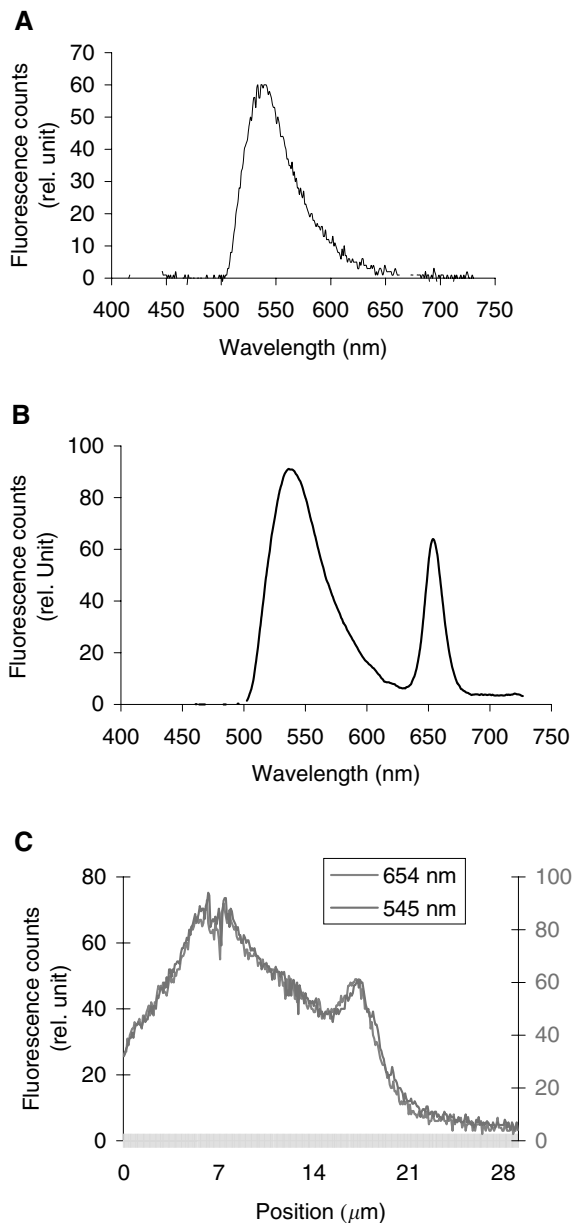 A
Fluorescence counts
(rel. unit)
70
60
50
40
30
20
10
0
400 450 500 550 600 650 700 750
Wavelength (nm)
B
Fluorescence counts
(rel. Unit)
100
80
60
40
20
0
400 450 500 550 600 650 700 750
Wavelength (nm)
C
Fluorescence counts
(rel. unit)
80
60
40
20
0
654 nm
545 nm
100
80
60
40
20
0
0 7 14 21 28
Position (μm)